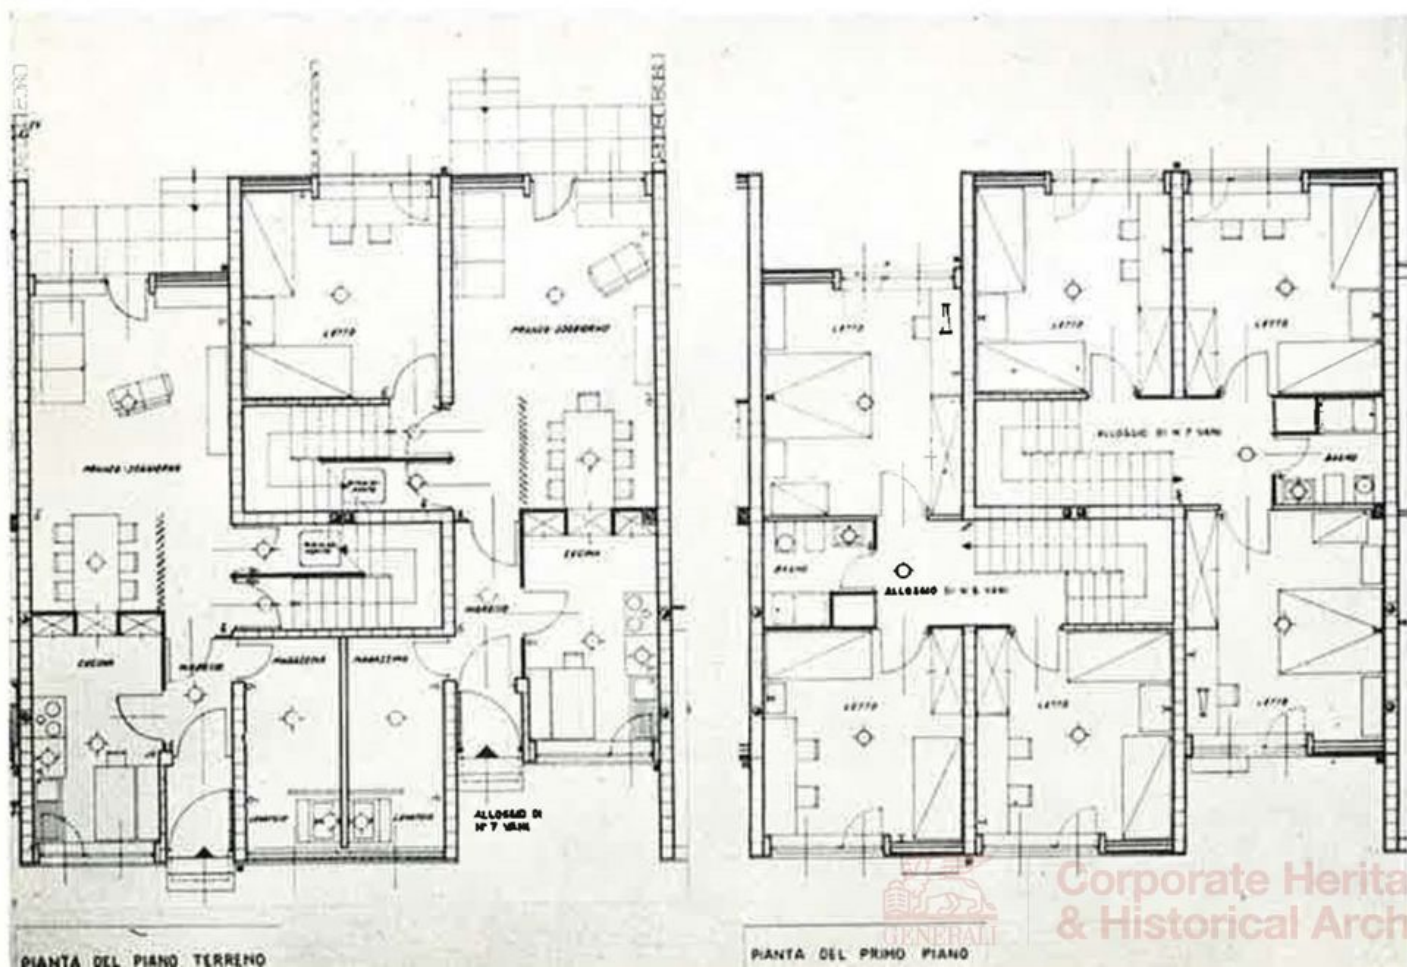 LETTO
PRANZO-SOGGIORNO
PRANZO-SOGGIORNO
CUCINA
INGRESSO
CUCINA
INGRESSO
MAGAZZINO
MAGAZZINO
ALLOGGIO DI
N° 7 VANI
PIANTA DEL PIANO TERRENO
LETTO
LETTO
LETTO
ALLOGGIO DI N. 7 VANI
BAGNO
BAGNO
ALLOGGIO DI N. 6 VANI
LETTO
LETTO
LETTO
PIANTA DEL PRIMO PIANO
GENERALI
Corporate Herita
& Historical Arch